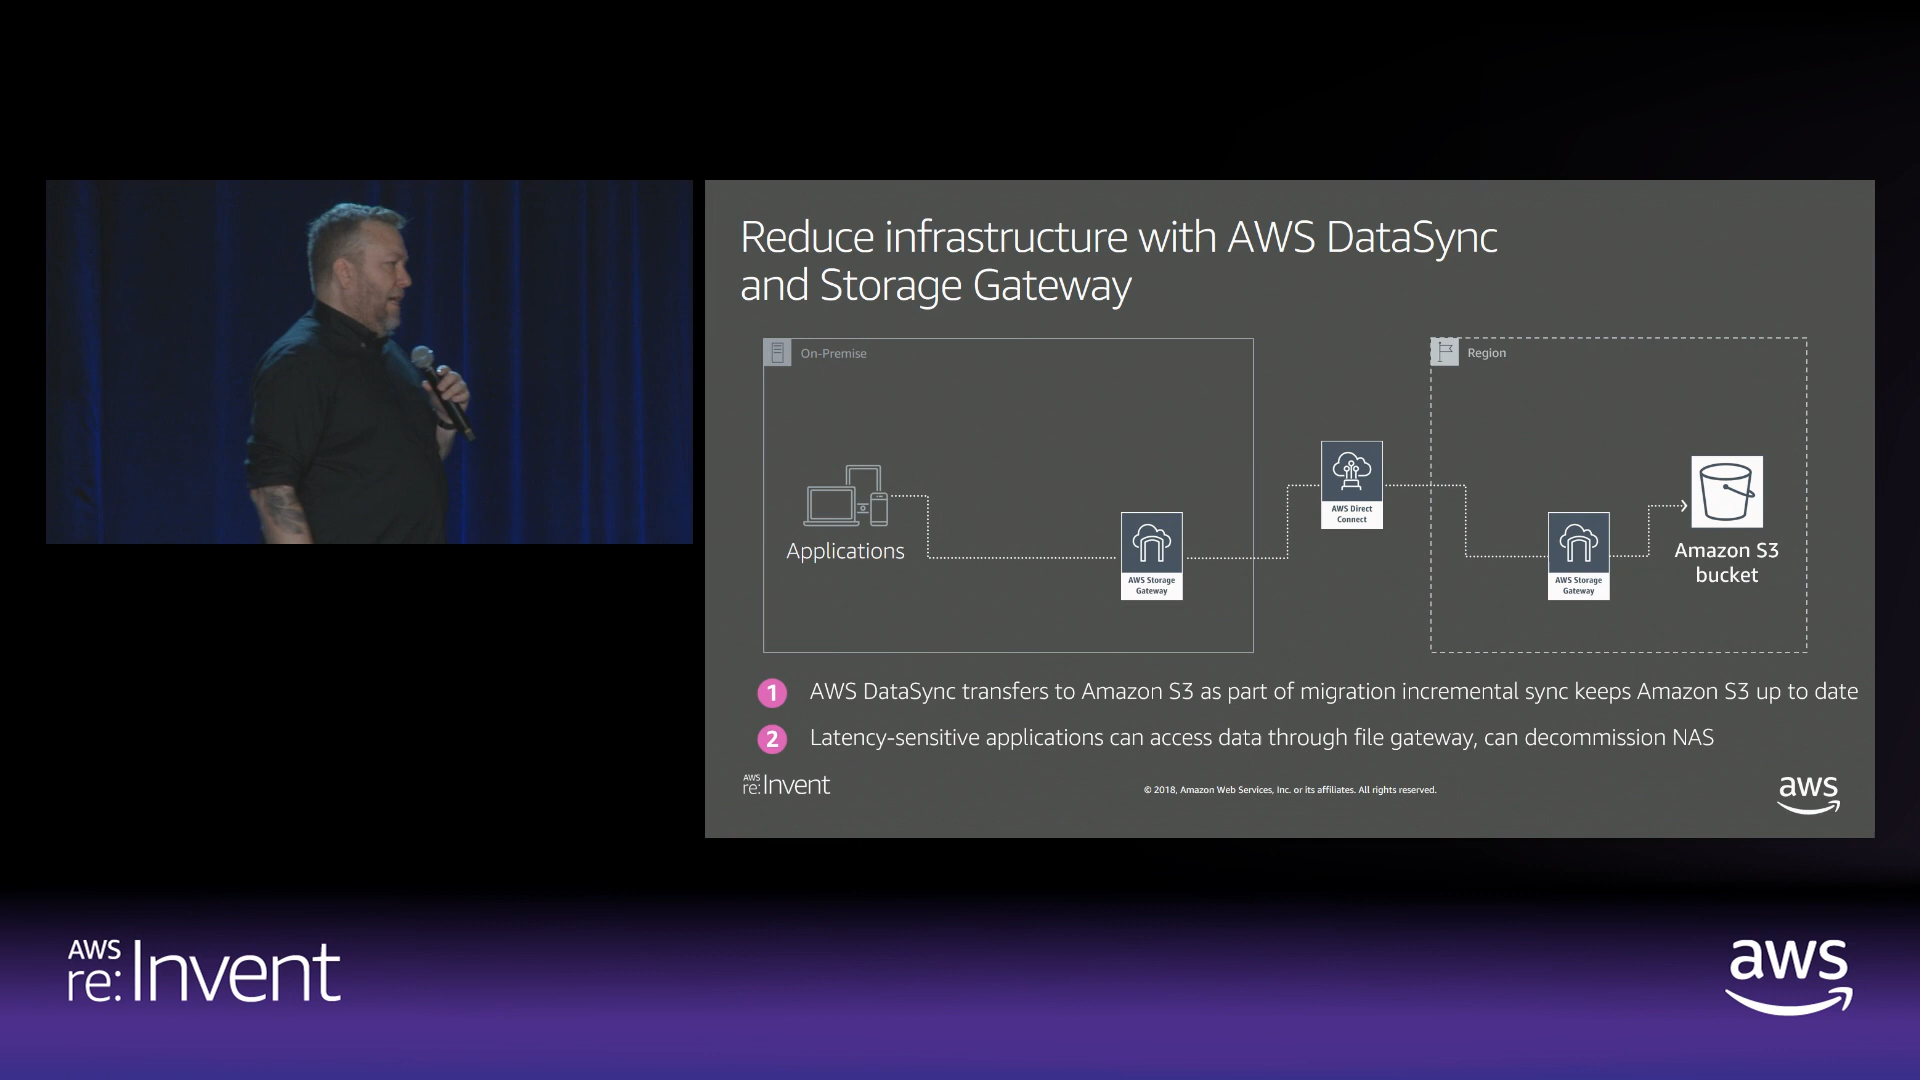 Reduce infrastructure with AWS DataSync
and Storage Gateway
On-Premise
Region
Applications
AWS Storage
Gateway
AWS Direct
Connect
AWS Storage
Gateway
Amazon S3
bucket
1 AWS DataSync transfers to Amazon S3 as part of migration incremental sync keeps Amazon S3 up to date
2 Latency-sensitive applications can access data through file gateway, can decommission NAS
AWS
re:Invent
© 2018, Amazon Web Services, Inc. or its affiliates. All rights reserved.
aws
AWS
re:Invent
aws